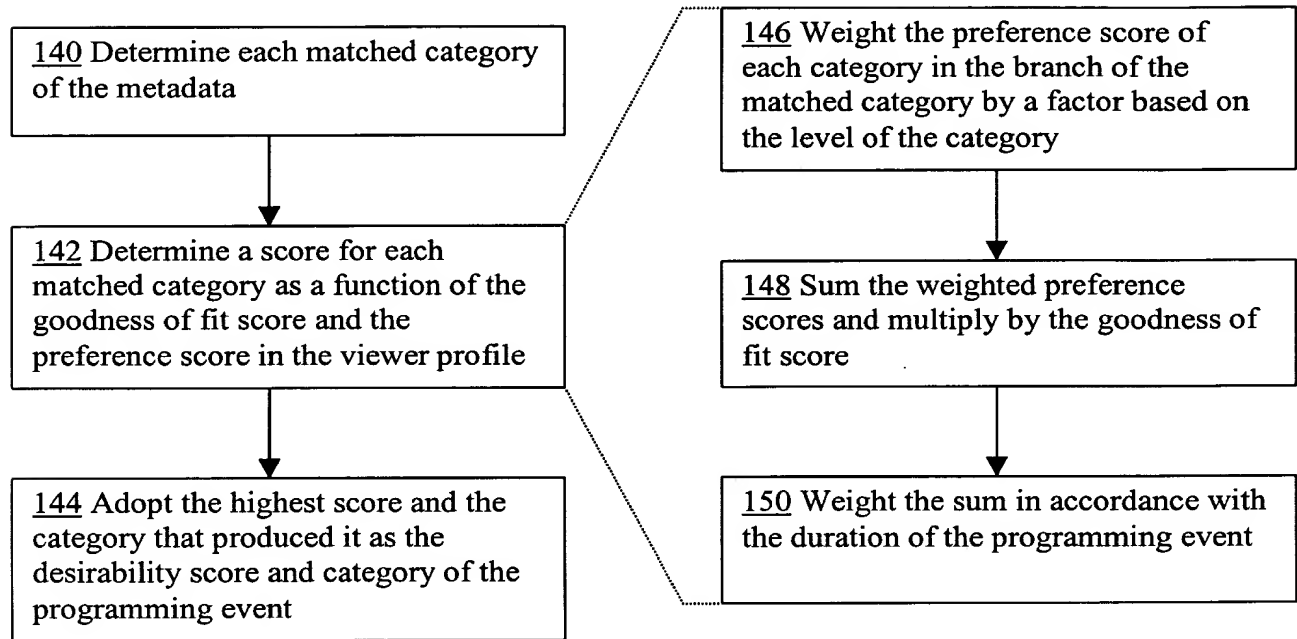 140 Determine each matched category
of the metadata
142 Determine a score for each
matched category as a function of the
goodness of fit score and the
preference score in the viewer profile
144 Adopt the highest score and the
category that produced it as the
desirability score and category of the
programming event
146 Weight the preference score of
each category in the branch of the
matched category by a factor based on
the level of the category
148 Sum the weighted preference
scores and multiply by the goodness of
fit score
150 Weight the sum in accordance with
the duration of the programming event